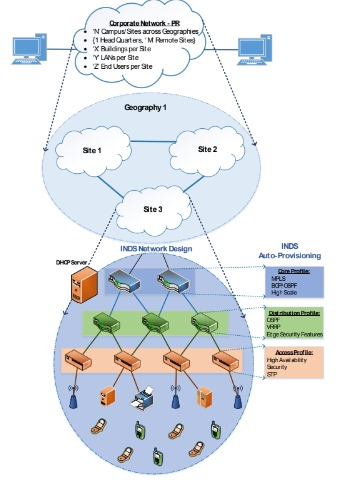 Corporate Network - PR
• 'N' Campus/Sites across Geographies
• {1 Head Quarters, 'M' Remote Sites}
• 'X' Buildings per Site
• 'Y' LANs per Site
• 'Z' End Users per Site
Geography 1
Site 1
Site 2
Site 3
INDS Network Design
INDS
Auto-Provisioning
DHCP Server
Core Profile:
MPLS
BGP/OSPF
High Scale
Distribution Profile:
OSPF
VRRP
Edge Security Features
Access Profile:
High Availability
Security
STP